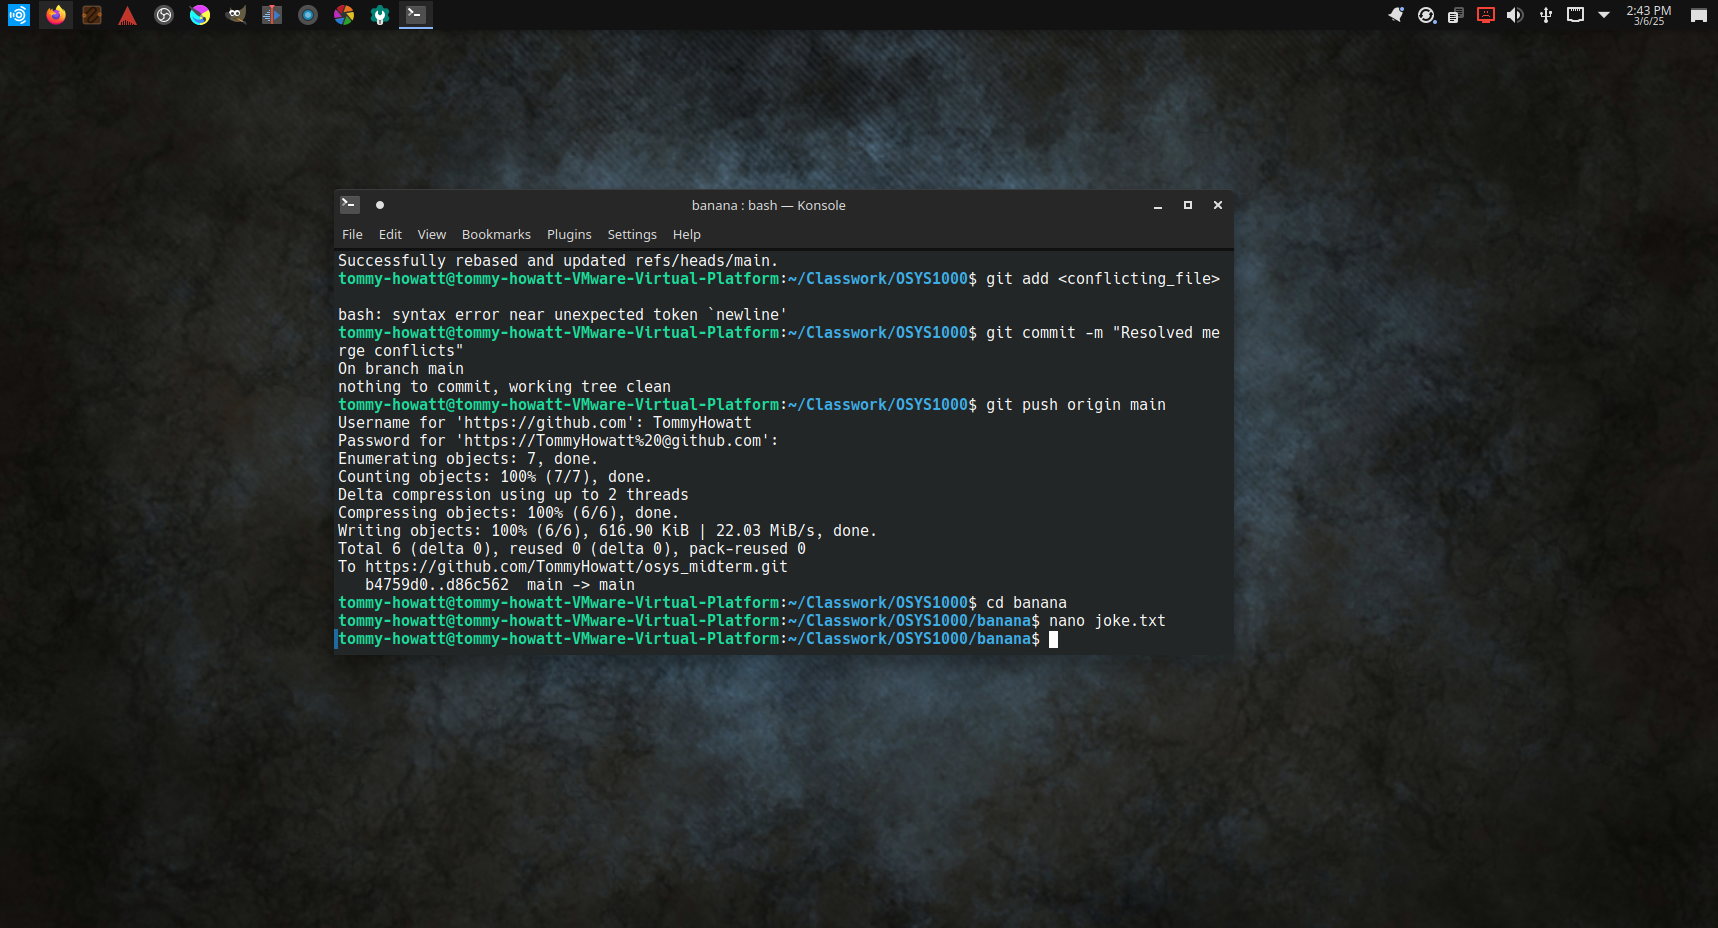 2:43 PM
3/6/25
banana : bash — Konsole
File Edit View Bookmarks Plugins Settings Help
Successfully rebased and updated refs/heads/main.
tommy-howatt@tommy-howatt-VMware-Virtual-Platform:~/Classwork/OSYS1000$ git add <conflicting_file>
bash: syntax error near unexpected token `newline'
tommy-howatt@tommy-howatt-VMware-Virtual-Platform:~/Classwork/OSYS1000$ git commit -m "Resolved me
rge conflicts"
On branch main
nothing to commit, working tree clean
tommy-howatt@tommy-howatt-VMware-Virtual-Platform:~/Classwork/OSYS1000$ git push origin main
Username for 'https://github.com': TommyHowatt
Password for 'https://TommyHowatt%20@github.com':
Enumerating objects: 7, done.
Counting objects: 100% (7/7), done.
Delta compression using up to 2 threads
Compressing objects: 100% (6/6), done.
Writing objects: 100% (6/6), 616.90 KiB | 22.03 MiB/s, done.
Total 6 (delta 0), reused 0 (delta 0), pack-reused 0
To https://github.com/TommyHowatt/osys_midterm.git
   b4759d0..d86c562  main -> main
tommy-howatt@tommy-howatt-VMware-Virtual-Platform:~/Classwork/OSYS1000$ cd banana
tommy-howatt@tommy-howatt-VMware-Virtual-Platform:~/Classwork/OSYS1000/banana$ nano joke.txt
tommy-howatt@tommy-howatt-VMware-Virtual-Platform:~/Classwork/OSYS1000/banana$